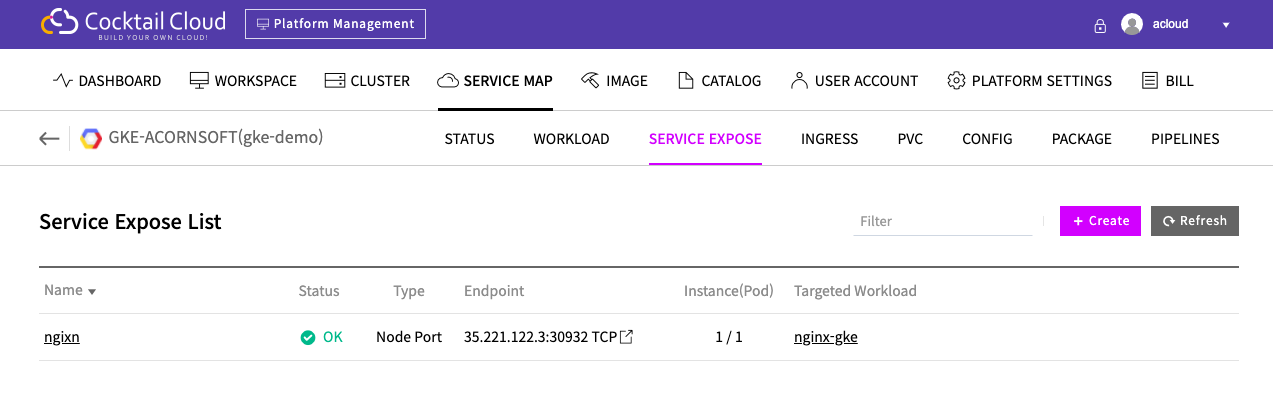 Cocktail Cloud
BUILD YOUR OWN CLOUD!
Platform Management
acloud
DASHBOARD WORKSPACE CLUSTER SERVICE MAP IMAGE CATALOG USER ACCOUNT PLATFORM SETTINGS BILL
GKE-ACORNSOFT(gke-demo) STATUS WORKLOAD SERVICE EXPOSE INGRESS PVC CONFIG PACKAGE PIPELINES
Service Expose List Filter + Create Refresh
Name Status Type Endpoint Instance(Pod) Targeted Workload
ngixn OK Node Port 35.221.122.3:30932 TCP 1 / 1 nginx-gke